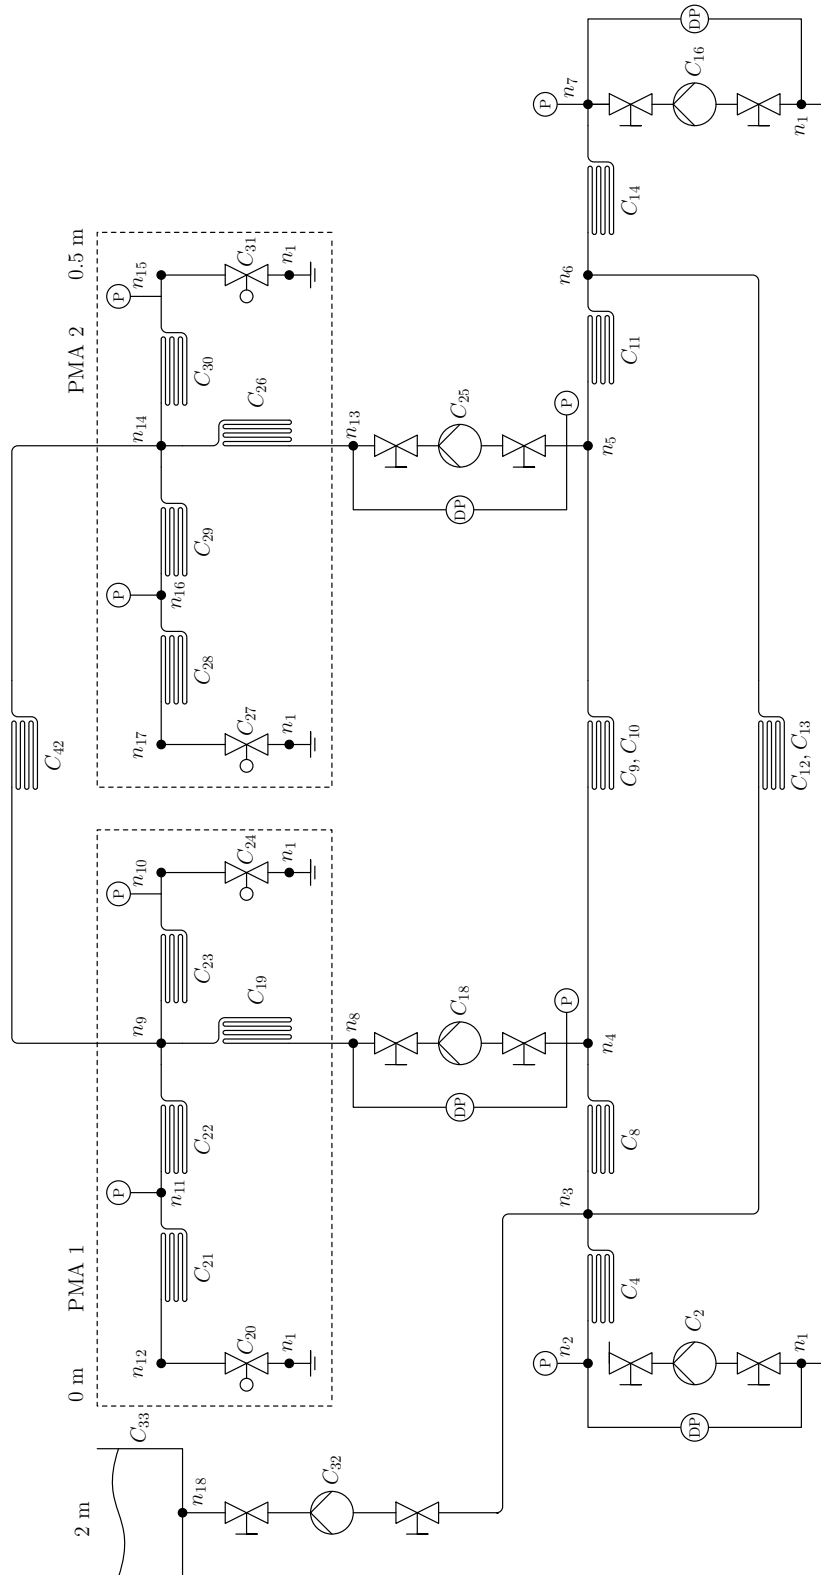 2 m
C₃₃
n₁₈
C₃₂
0 m
PMA 1
n₁₂
C₂₀
n₁
C₂₁
P
n₁₁
C₂₂
n₉
C₁₉
C₂₃
P
n₁₀
C₂₄
n₁
C₄₂
n₁₇
C₂₇
n₁
C₂₈
P
n₁₆
C₂₉
n₁₄
C₂₆
C₃₀
PMA 2
P
n₁₅
0.5 m
C₃₁
n₁
n₈
DP
C₁₈
P
n₄
n₁₃
DP
C₂₅
P
n₅
P
n₂
DP
C₂
n₁
C₄
n₃
C₈
C₉, C₁₀
C₁₁
n₆
C₁₂, C₁₃
C₁₄
P
n₇
C₁₆
DP
n₁